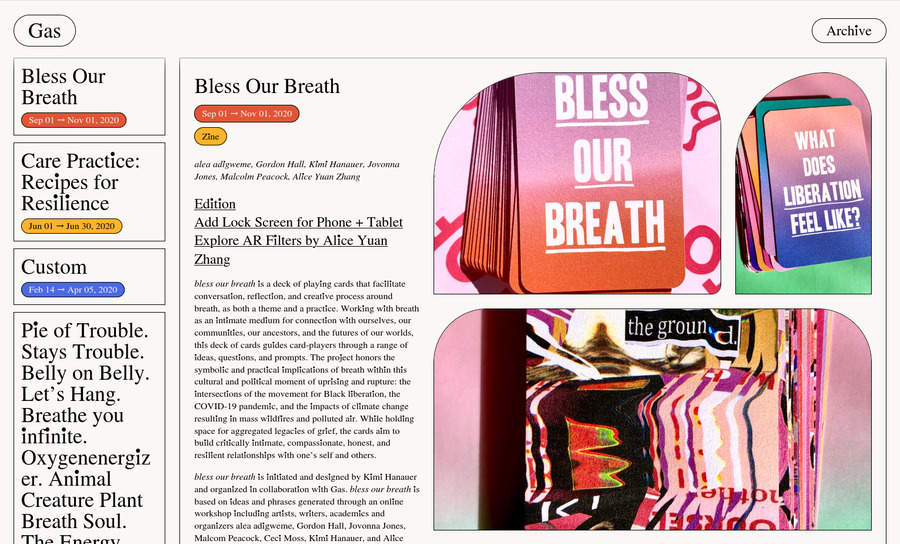 Gas
Archive
Bless Our
Breath
Sep 01 → Nov 01, 2020
Care Practice:
Recipes for
Resilience
Jun 01 → Jun 30, 2020
Custom
Feb 14 → Apr 05, 2020
Pie of Trouble.
Stays Trouble.
Belly on Belly.
Let’s Hang.
Breathe you
infinite.
Oxygenenergiz
er. Animal
Creature Plant
Breath Soul.
The Energy
Bless Our Breath
Sep 01 → Nov 01, 2020
Zine
alea adigweme, Gordon Hall, Kimi Hanauer, Jovonna
Jones, Malcolm Peacock, Alice Yuan Zhang
Edition
Add Lock Screen for Phone + Tablet
Explore AR Filters by Alice Yuan
Zhang
bless our breath is a deck of playing cards that facilitate
conversation, reflection, and creative process around
breath, as both a theme and a practice. Working with breath
as an intimate medium for connection with ourselves, our
communities, our ancestors, and the futures of our worlds,
this deck of cards guides card-players through a range of
ideas, questions, and prompts. The project honors the
symbolic and practical implications of breath within this
cultural and political moment of uprising and rupture: the
intersections of the movement for Black liberation, the
COVID-19 pandemic, and the impacts of climate change
resulting in mass wildfires and polluted air. While holding
space for aggregated legacies of grief, the cards aim to
build critically intimate, compassionate, honest, and
resilient relationships with one’s self and others.
bless our breath is initiated and designed by Kimi Hanauer
and organized in collaboration with Gas. bless our breath is
based on ideas and phrases generated through an online
workshop including artists, writers, academics and
organizers alea adigweme, Gordon Hall, Jovonna Jones,
Malcom Peacock, Ceci Moss, Kimi Hanauer, and Alice
BLESS
OUR
BREATH
WHAT
DOES
LIBERATION
FEEL LIKE?
the ground.